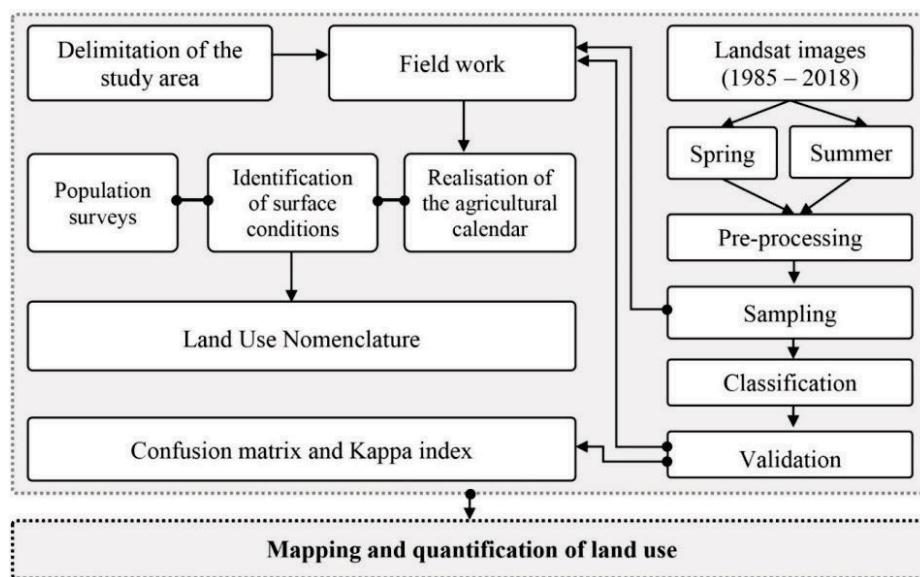 Delimitation of the
study area
Field work
Landsat images
(1985 – 2018)
Spring
Summer
Population
surveys
Identification
of surface
conditions
Realisation of
the agricultural
calendar
Pre-processing
Sampling
Land Use Nomenclature
Classification
Confusion matrix and Kappa index
Validation
Mapping and quantification of land use